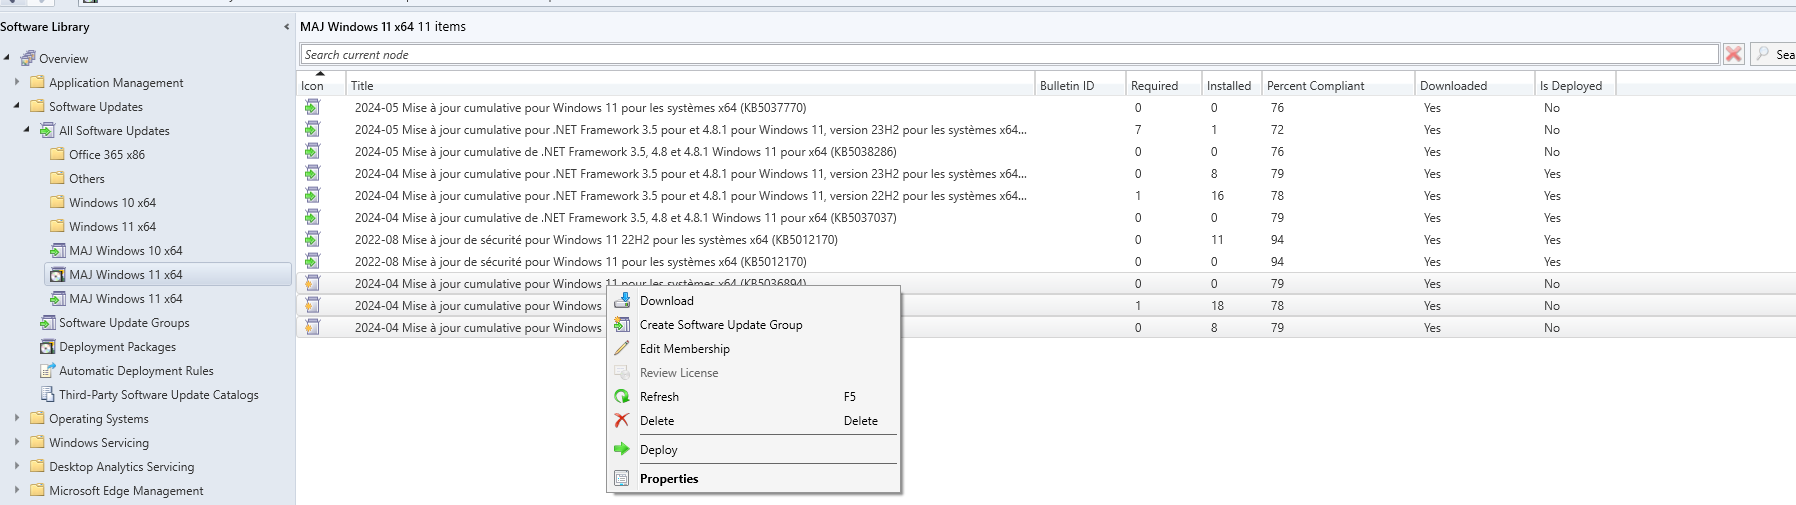 Software Library
Overview
Application Management
Software Updates
All Software Updates
Office 365 x86
Others
Windows 10 x64
Windows 11 x64
MAJ Windows 10 x64
MAJ Windows 11 x64
MAJ Windows 11 x64
Software Update Groups
Deployment Packages
Automatic Deployment Rules
Third-Party Software Update Catalogs
Operating Systems
Windows Servicing
Desktop Analytics Servicing
Microsoft Edge Management
MAJ Windows 11 x64 11 items
Search current node
Sea
Icon Title Bulletin ID Required Installed Percent Compliant Downloaded Is Deployed
2024-05 Mise à jour cumulative pour Windows 11 pour les systèmes x64 (KB5037770) 0 0 76 Yes No
2024-05 Mise à jour cumulative pour .NET Framework 3.5 pour et 4.8.1 pour Windows 11, version 23H2 pour les systèmes x64... 7 1 72 Yes No
2024-05 Mise à jour cumulative de .NET Framework 3.5, 4.8 et 4.8.1 Windows 11 pour x64 (KB5038286) 0 0 76 Yes No
2024-04 Mise à jour cumulative pour .NET Framework 3.5 pour et 4.8.1 pour Windows 11, version 23H2 pour les systèmes x64... 0 8 79 Yes Yes
2024-04 Mise à jour cumulative pour .NET Framework 3.5 pour et 4.8.1 pour Windows 11, version 22H2 pour les systèmes x64... 1 16 78 Yes Yes
2024-04 Mise à jour cumulative de .NET Framework 3.5, 4.8 et 4.8.1 Windows 11 pour x64 (KB5037037) 0 0 79 Yes Yes
2022-08 Mise à jour de sécurité pour Windows 11 22H2 pour les systèmes x64 (KB5012170) 0 11 94 Yes Yes
2022-08 Mise à jour de sécurité pour Windows 11 pour les systèmes x64 (KB5012170) 0 0 94 Yes Yes
2024-04 Mise à jour cumulative pour Windows 11 pour les systèmes x64 (KB5036894) 0 0 79 Yes No
2024-04 Mise à jour cumulative pour Windows 1 18 78 Yes No
2024-04 Mise à jour cumulative pour Windows 0 8 79 Yes No
Download
Create Software Update Group
Edit Membership
Review License
Refresh F5
Delete Delete
Deploy
Properties